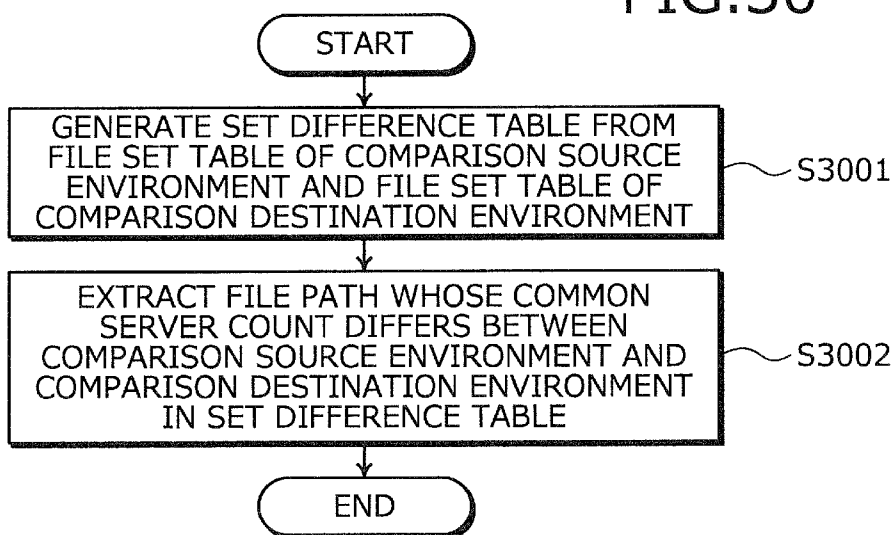 FIG.30
START
GENERATE SET DIFFERENCE TABLE FROM
FILE SET TABLE OF COMPARISON SOURCE
ENVIRONMENT AND FILE SET TABLE OF
COMPARISON DESTINATION ENVIRONMENT
S3001
EXTRACT FILE PATH WHOSE COMMON
SERVER COUNT DIFFERS BETWEEN
COMPARISON SOURCE ENVIRONMENT AND
COMPARISON DESTINATION ENVIRONMENT
IN SET DIFFERENCE TABLE
S3002
END